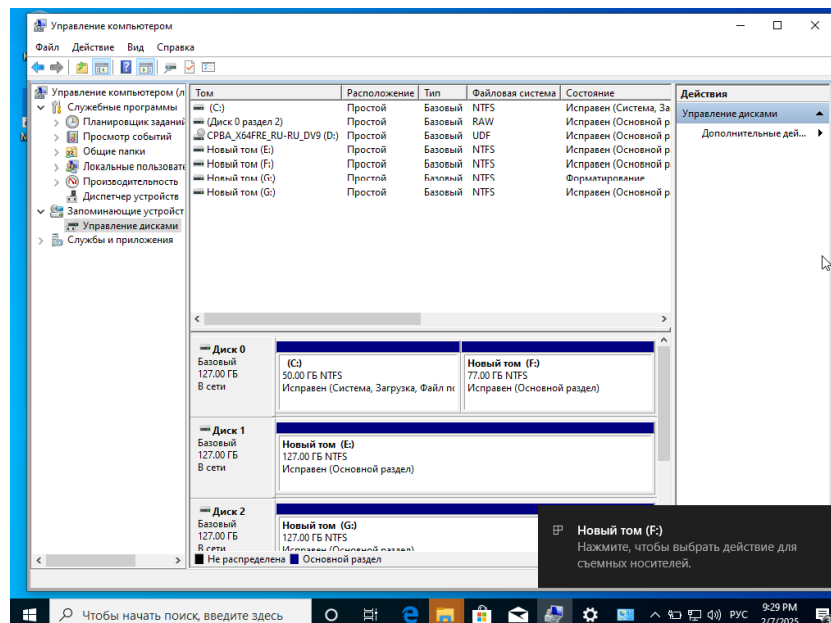 Управление компьютером
Файл Действие Вид Справка
Управление компьютером (л
Служебные программы
Планировщик заданий
Просмотр событий
Общие папки
Локальные пользовате
Производительность
Диспетчер устройств
Запоминающие устройст
Управление дисками
Службы и приложения
Том Расположение Тип Файловая система Состояние
(C:) Простой Базовый NTFS Исправен (Система, За
(Диск 0 раздел 2) Простой Базовый RAW Исправен (Основной р
CPBA_X64FRE_RU-RU_DV9 (D:) Простой Базовый UDF Исправен (Основной р
Новый том (E:) Простой Базовый NTFS Исправен (Основной р
Новый том (F:) Простой Базовый NTFS Исправен (Основной р
Новый том (G:) Простой Базовый NTFS Форматирование
Новый том (G:) Простой Базовый NTFS Исправен (Основной р
Действия
Управление дисками
Дополнительные дей...
Диск 0
Базовый
127.00 ГБ
В сети
(C:)
50.00 ГБ NTFS
Исправен (Система, Загрузка, Файл по
Новый том (F:)
77.00 ГБ NTFS
Исправен (Основной раздел)
Диск 1
Базовый
127.00 ГБ
В сети
Новый том (E:)
127.00 ГБ NTFS
Исправен (Основной раздел)
Диск 2
Базовый
127.00 ГБ
В сети
Новый том (G:)
127.00 ГБ NTFS
Исправен (Основной раздел)
Не распределена Основной раздел
Новый том (F:)
Нажмите, чтобы выбрать действие для
съемных носителей.
Чтобы начать поиск, введите здесь
РУС
9:29 PM
2/7/2025